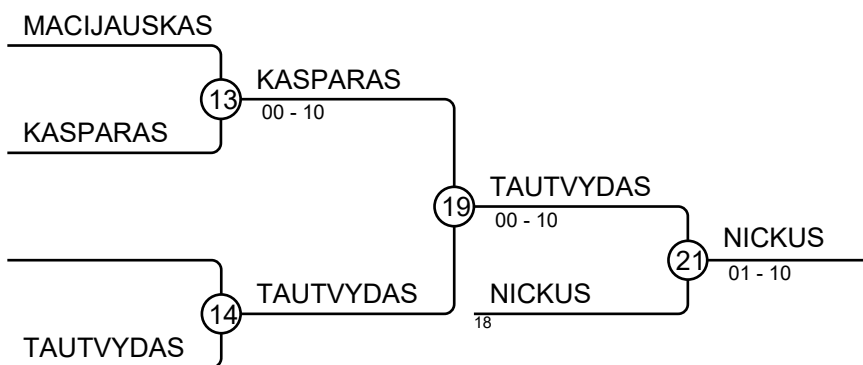 MACIJAUSKAS
13
KASPARAS
00 - 10
KASPARAS
19
TAUTVYDAS
00 - 10
21
NICKUS
01 - 10
14
TAUTVYDAS
NICKUS
18
TAUTVYDAS